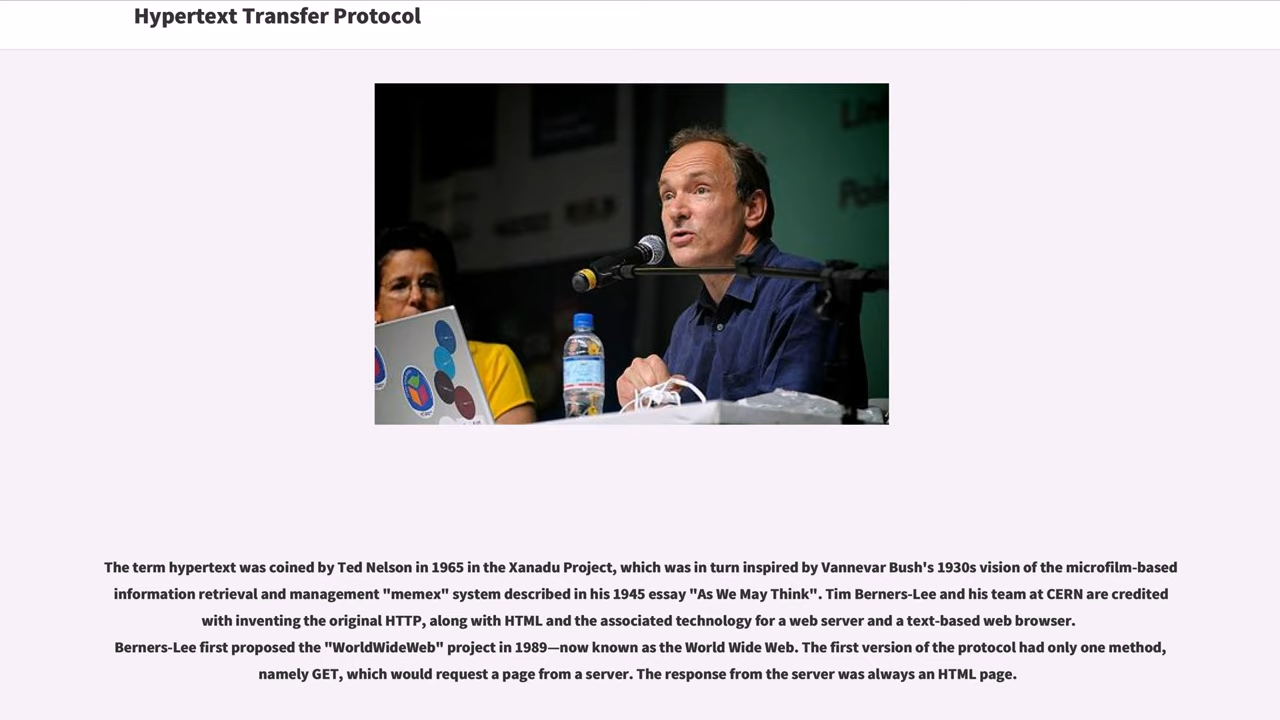 Hypertext Transfer Protocol
The term hypertext was coined by Ted Nelson in 1965 in the Xanadu Project, which was in turn inspired by Vannevar Bush's 1930s vision of the microfilm-based
information retrieval and management "memex" system described in his 1945 essay "As We May Think". Tim Berners-Lee and his team at CERN are credited
with inventing the original HTTP, along with HTML and the associated technology for a web server and a text-based web browser.
Berners-Lee first proposed the "WorldWideWeb" project in 1989—now known as the World Wide Web. The first version of the protocol had only one method,
namely GET, which would request a page from a server. The response from the server was always an HTML page.